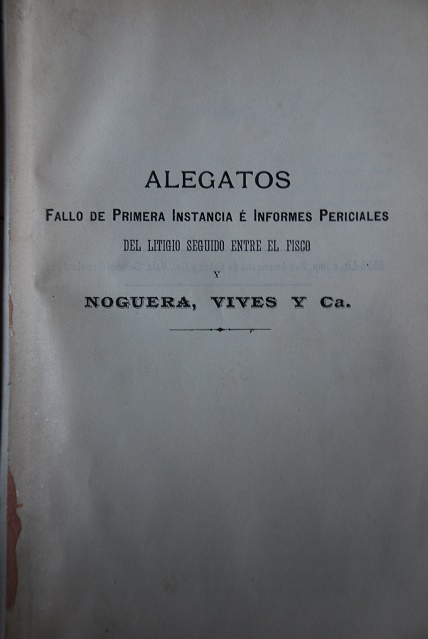 ALEGATOS
FALLO DE PRIMERA INSTANCIA É INFORMES PERICIALES
DEL LITIGIO SEGUIDO ENTRE EL FISCO
Y
NOGUERA, VIVES Y Ca.